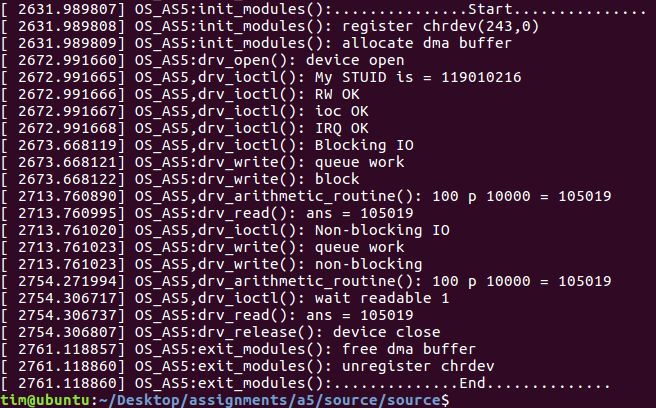 [ 2631.989807] OS_AS5:init_modules():...............Start...............
[ 2631.989808] OS_AS5:init_modules(): register chrdev(243,0)
[ 2631.989809] OS_AS5:init_modules(): allocate dma buffer
[ 2672.991660] OS_AS5:drv_open(): device open
[ 2672.991665] OS_AS5,drv_ioctl(): My STUID is = 119010216
[ 2672.991666] OS_AS5,drv_ioctl(): RW OK
[ 2672.991667] OS_AS5,drv_ioctl(): ioc OK
[ 2672.991668] OS_AS5,drv_ioctl(): IRQ OK
[ 2673.668119] OS_AS5,drv_ioctl(): Blocking IO
[ 2673.668121] OS_AS5:drv_write(): queue work
[ 2673.668122] OS_AS5:drv_write(): block
[ 2713.760890] OS_AS5,drv_arithmetic_routine(): 100 p 10000 = 105019
[ 2713.760995] OS_AS5:drv_read(): ans = 105019
[ 2713.761020] OS_AS5,drv_ioctl(): Non-blocking IO
[ 2713.761023] OS_AS5:drv_write(): queue work
[ 2713.761023] OS_AS5:drv_write(): non-blocking
[ 2754.271994] OS_AS5,drv_arithmetic_routine(): 100 p 10000 = 105019
[ 2754.306717] OS_AS5,drv_ioctl(): wait readable 1
[ 2754.306737] OS_AS5:drv_read(): ans = 105019
[ 2754.306807] OS_AS5:drv_release(): device close
[ 2761.118857] OS_AS5:exit_modules(): free dma buffer
[ 2761.118860] OS_AS5:exit_modules(): unregister chrdev
[ 2761.118860] OS_AS5:exit_modules():..............End..............
tim@ubuntu:~/Desktop/assignments/a5/source/source$